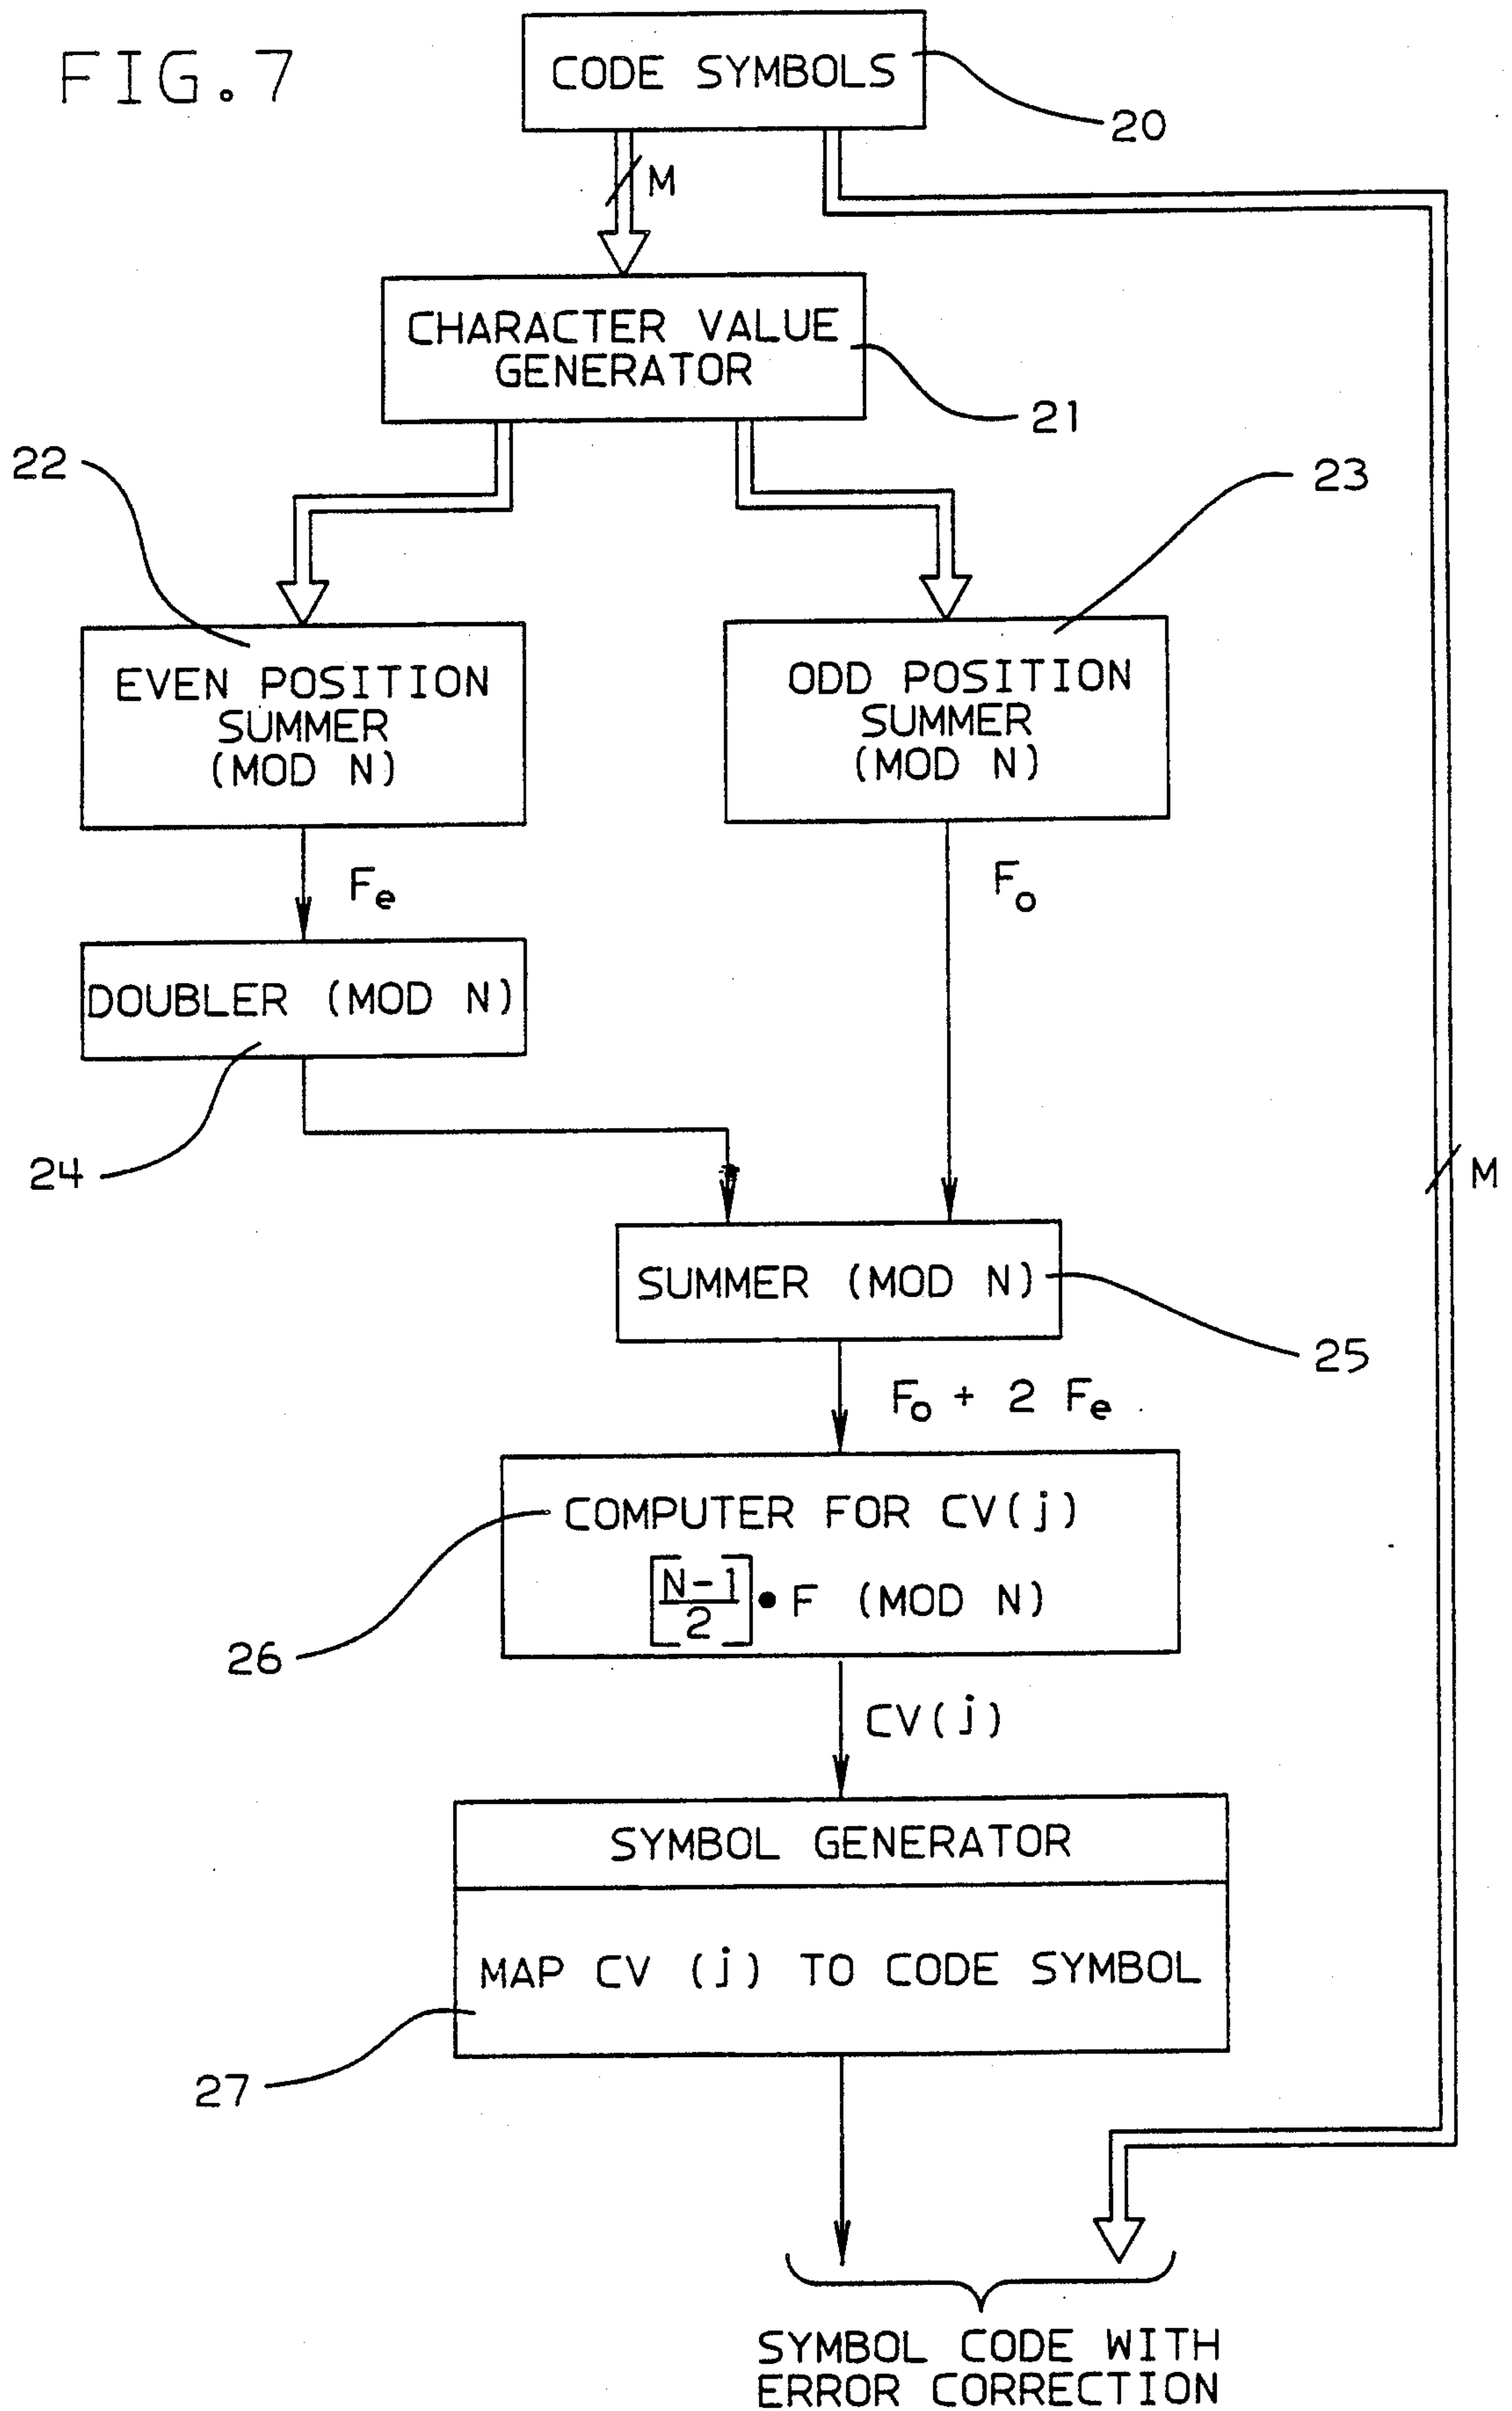 FIG.7
CODE SYMBOLS
20
M
CHARACTER VALUE
GENERATOR
21
22
23
EVEN POSITION
SUMMER
(MOD N)
ODD POSITION
SUMMER
(MOD N)
Fe
Fo
DOUBLER (MOD N)
24
M
SUMMER (MOD N)
25
Fo + 2 Fe
COMPUTER FOR CV(j)
[N-1/2] • F (MOD N)
26
CV(j)
SYMBOL GENERATOR
MAP CV (j) TO CODE SYMBOL
27
SYMBOL CODE WITH
ERROR CORRECTION